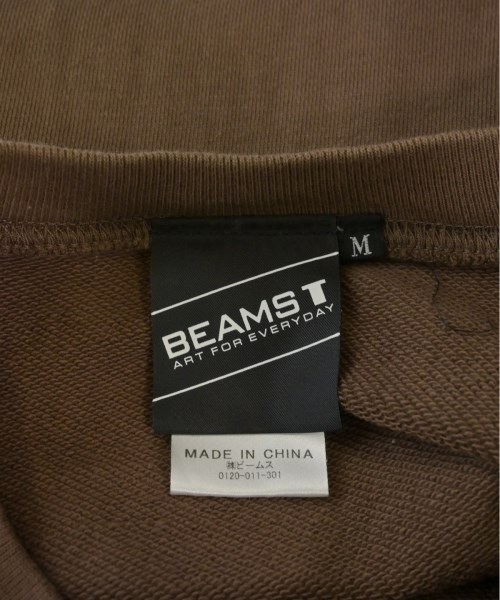 M
BEAMS T
ART FOR EVERYDAY
MADE IN CHINA
㈱ビームス
0120-011-301